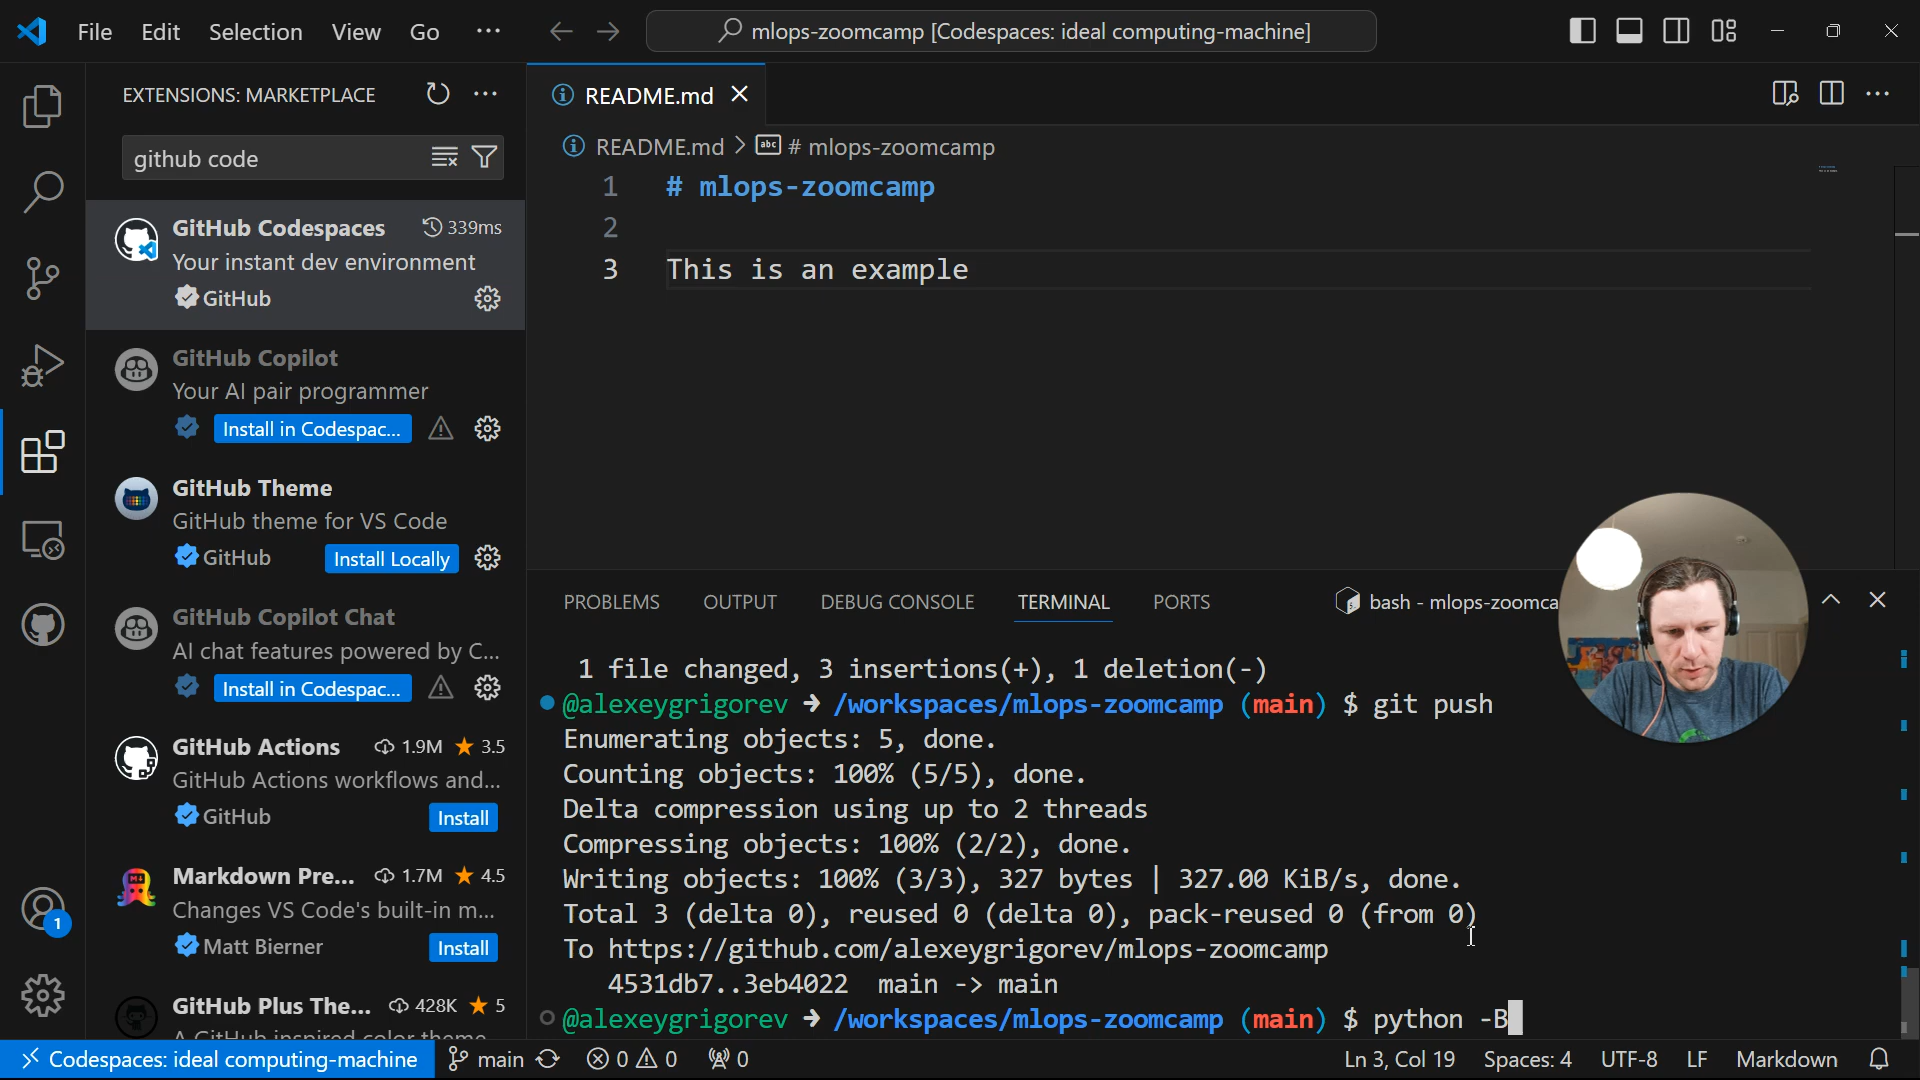 File Edit Selection View Go ···
mlops-zoomcamp [Codespaces: ideal computing-machine]
EXTENSIONS: MARKETPLACE
github code
GitHub Codespaces 339ms
Your instant dev environment
GitHub
GitHub Copilot
Your AI pair programmer
Install in Codespac...
GitHub Theme
GitHub theme for VS Code
GitHub Install Locally
GitHub Copilot Chat
AI chat features powered by C...
Install in Codespac...
GitHub Actions 1.9M 3.5
GitHub Actions workflows and...
GitHub Install
Markdown Pre... 1.7M 4.5
Changes VS Code's built-in m...
Matt Bierner Install
GitHub Plus The... 428K 5
A GitHub inspired color theme
1
README.md
README.md > abc # mlops-zoomcamp
1 # mlops-zoomcamp
2
3 This is an example
PROBLEMS OUTPUT DEBUG CONSOLE TERMINAL PORTS bash - mlops-zoomca
1 file changed, 3 insertions(+), 1 deletion(-)
@alexeygrigorev ➜ /workspaces/mlops-zoomcamp (main) $ git push
Enumerating objects: 5, done.
Counting objects: 100% (5/5), done.
Delta compression using up to 2 threads
Compressing objects: 100% (2/2), done.
Writing objects: 100% (3/3), 327 bytes | 327.00 KiB/s, done.
Total 3 (delta 0), reused 0 (delta 0), pack-reused 0 (from 0)
To https://github.com/alexeygrigorev/mlops-zoomcamp
4531db7..3eb4022 main -> main
@alexeygrigorev ➜ /workspaces/mlops-zoomcamp (main) $ python -B
Codespaces: ideal computing-machine main 0 0 0 Ln 3, Col 19 Spaces: 4 UTF-8 LF Markdown